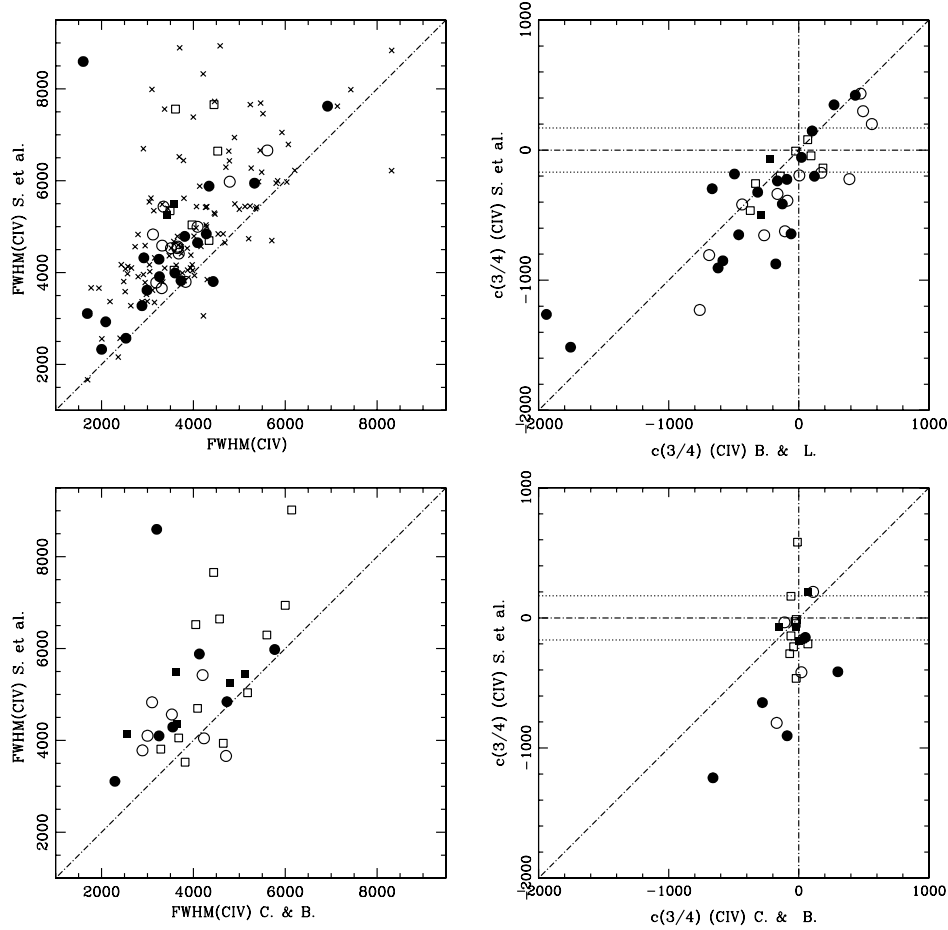 8000
6000
4000
2000
FWHM(CIV) S. et al.
2000 4000 6000 8000
FWHM(CIV)
1000
0
-1000
-2000
c(3/4) (CIV) S. et al.
-2000 -1000 0 1000
c(3/4) (CIV) B. & L.
8000
6000
4000
2000
FWHM(CIV) S. et al.
2000 4000 6000 8000
FWHM(CIV) C. & B.
1000
0
-1000
-2000
c(3/4) (CIV) S. et al.
-2000 -1000 0 1000
c(3/4) (CIV) C. & B.